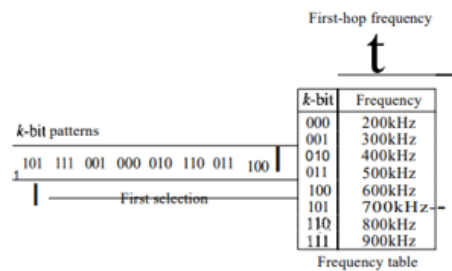 First-hop frequency
t
k-bit Frequency
000 200kHz
k-bit patterns
001 300kHz
010 400kHz
101 111 001 000 010 110 011 100
011 500kHz
1
100 600kHz
First selection
101 700kHz
110 800kHz
111 900kHz
Frequency table